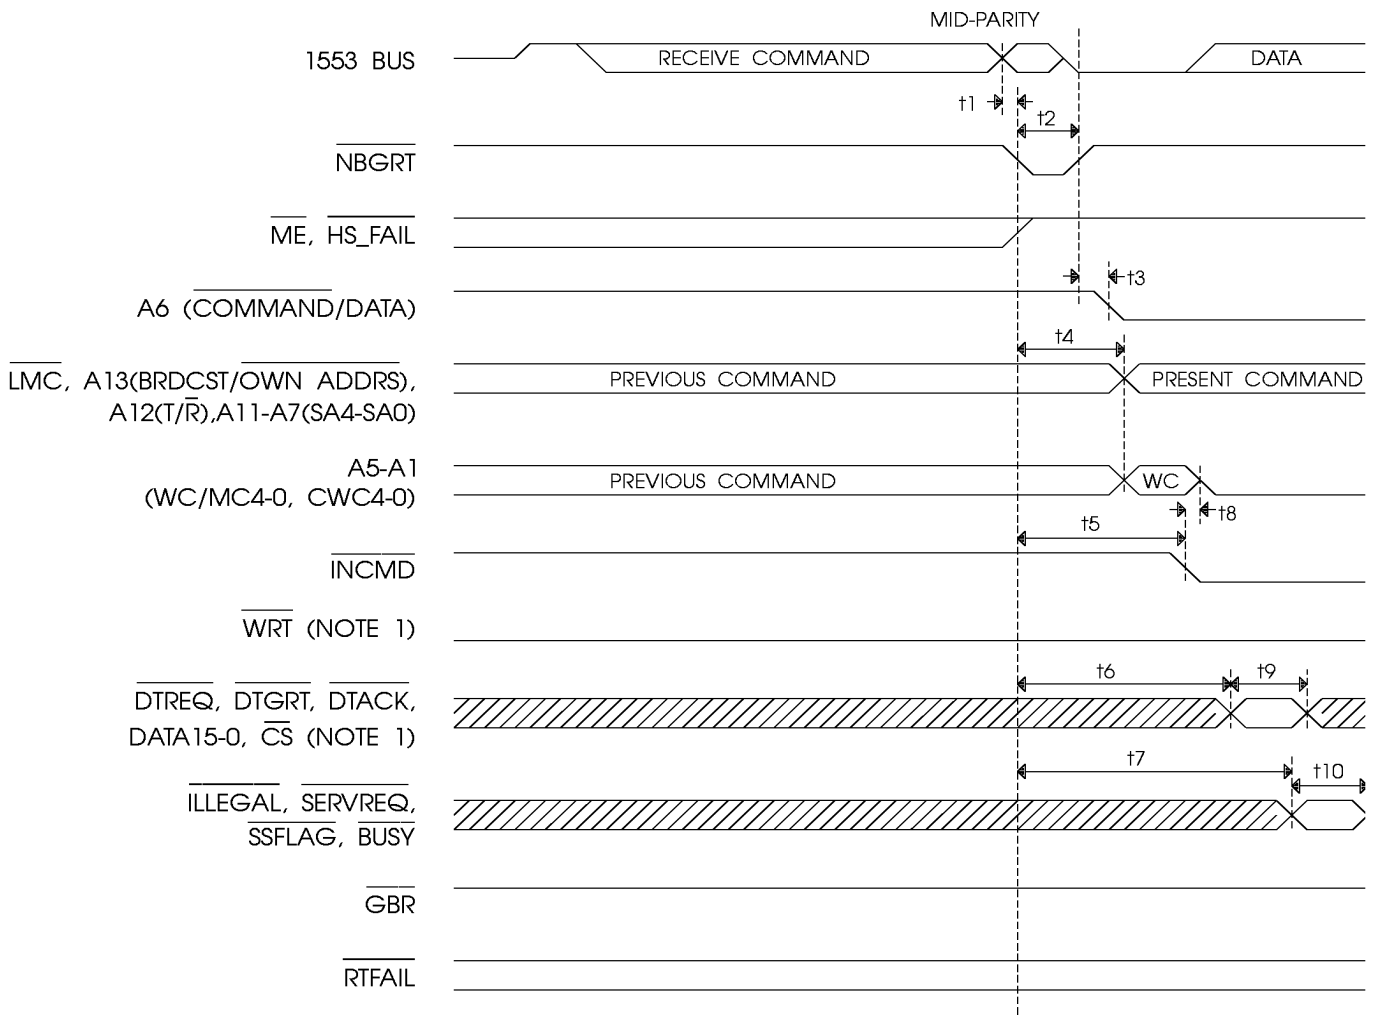 MID-PARITY
1553 BUS
RECEIVE COMMAND
DATA
t1
t2
NBGRT
ME, HS_FAIL
t3
A6 (COMMAND/DATA)
t4
LMC, A13(BRDCST/OWN ADDRS),
A12(T/R),A11-A7(SA4-SA0)
PREVIOUS COMMAND
PRESENT COMMAND
A5-A1
(WC/MC4-0, CWC4-0)
PREVIOUS COMMAND
WC
t8
t5
INCMD
WRT (NOTE 1)
t6
t9
DTREQ, DTGRT, DTACK,
DATA15-0, CS (NOTE 1)
t7
t10
ILLEGAL, SERVREQ,
SSFLAG, BUSY
GBR
RTFAIL